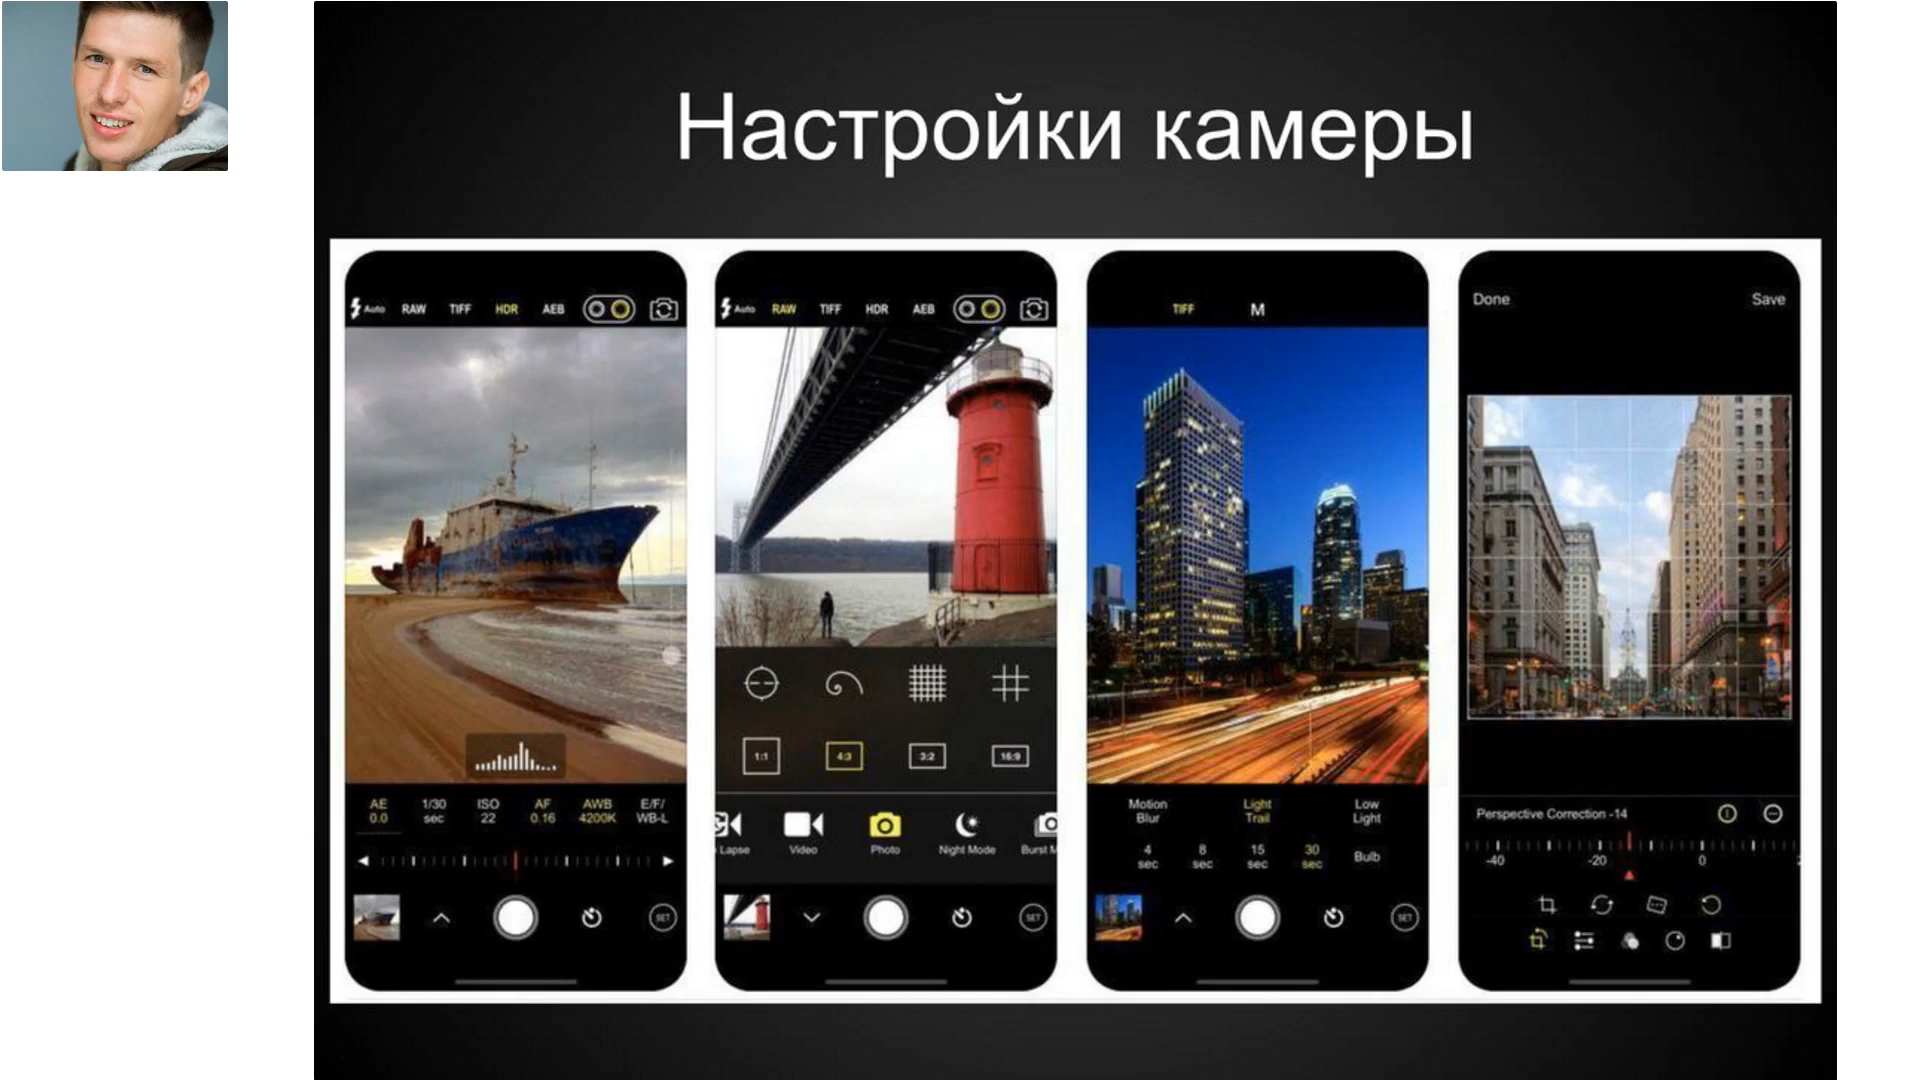 Настройки камеры
Auto RAW TIFF HDR AEB
AE 1/30 ISO AF AWB E/F/
0.0 sec 22 0.16 4200K WB-L
SET
Auto RAW TIFF HDR AEB
1:1 4:3 3:2 16:9
Lapse Video Photo Night Mode Burst M
SET
TIFF M
Motion Light Low
Blur Trail Light
4 8 15 30 Bulb
sec sec sec sec
SET
Done Save
Perspective Correction -14
-40 -20 0